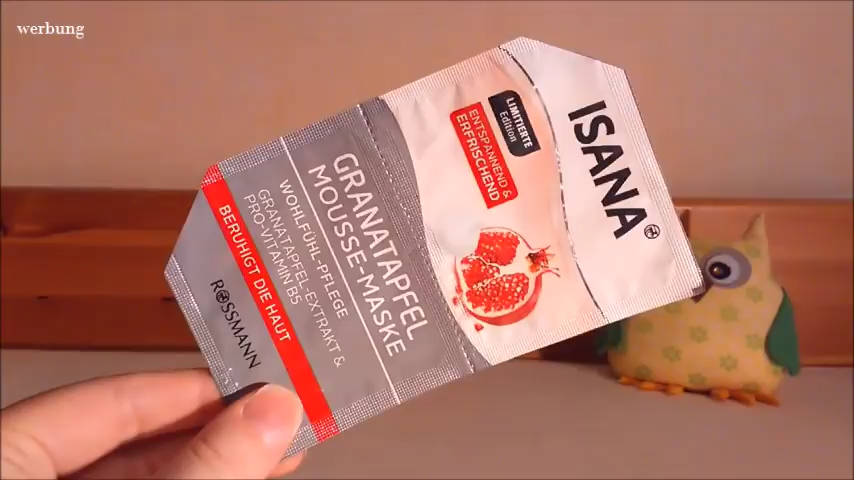 werbung
ISANA
LIMITIERTE
Edition
ENTSPANNEND &
ERFRISCHEND
GRANATAPFEL
MOUSSE-MASKE
WOHLFÜHL-PFLEGE
GRANATAPFEL-EXTRAKT &
PRO-VITAMIN B5
BERUHIGT DIE HAUT
ROSSMANN